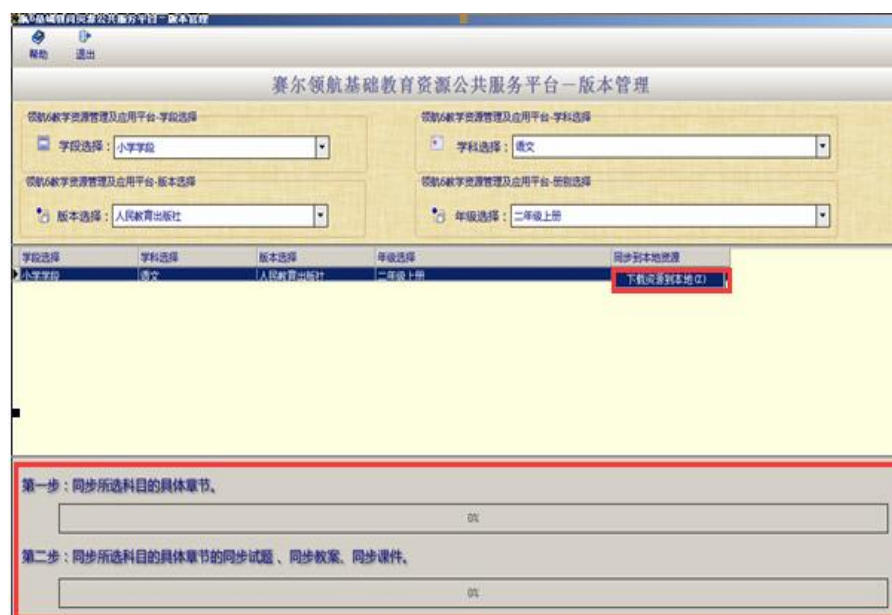 领航6基础教育资源公共服务平台-版本管理
帮助 退出
赛尔领航基础教育资源公共服务平台-版本管理
领航6教学资源管理及应用平台-学段选择 领航6教学资源管理及应用平台-学科选择
学段选择： 小学学段 学科选择： 语文
领航6教学资源管理及应用平台-版本选择 领航6教学资源管理及应用平台-册别选择
版本选择： 人民教育出版社 年级选择： 二年级上册
学段选择 学科选择 版本选择 年级选择 同步到本地资源
小学学段 语文 人民教育出版社 二年级上册 下载资源到本地(Z)
第一步：同步所选科目的具体章节。
0%
第二步：同步所选科目的具体章节的同步试题、同步教案、同步课件。
0%